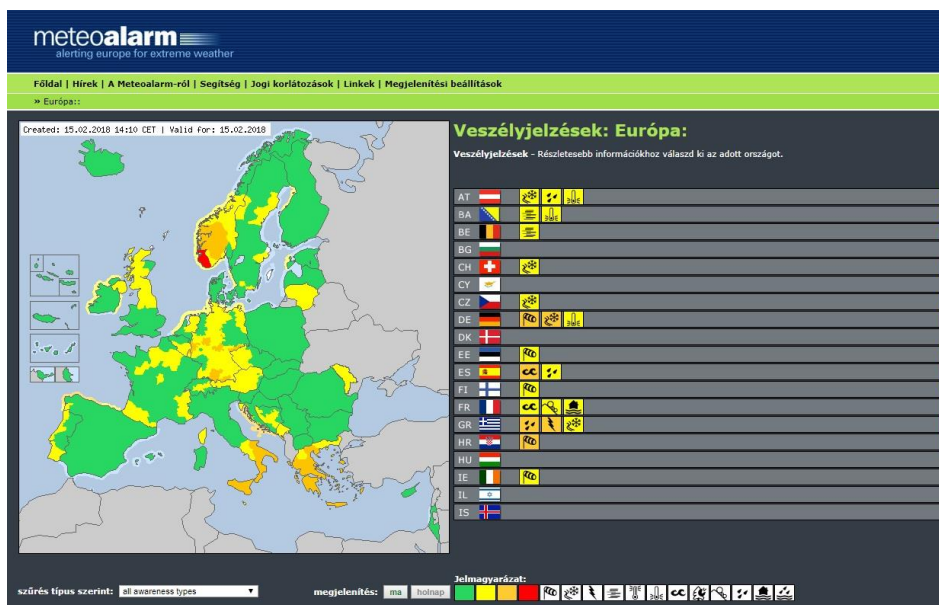 meteoalarm
alerting europe for extreme weather
Főldal | Hírek | A Meteoalarm-ról | Segítség | Jogi korlátozások | Linkek | Megjelenítési beállítások
» Európa::
Created: 15.02.2018 14:10 CET | Valid for: 15.02.2018
Veszélyjelzések: Európa:
Veszélyjelzések - Részletesebb információkhoz válaszd ki az adott országot.
AT
BA
BE
BG
CH
CY
CZ
DE
DK
EE
ES
FI
FR
GR
HR
HU
IE
IL
IS
Jelmagyarázat:
szűrés típus szerint: all awareness types megjelenítés: ma holnap